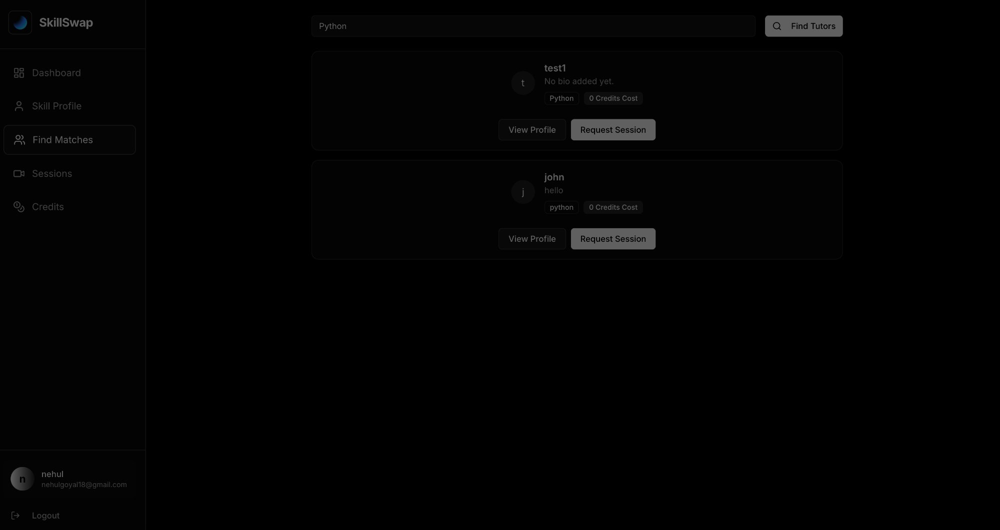 SkillSwap
Dashboard
Skill Profile
Find Matches
Sessions
Credits
n
nehul
nehulgoyal18@gmail.com
Logout
Python
Find Tutors
t
test1
No bio added yet.
Python
0 Credits Cost
View Profile
Request Session
j
john
hello
python
0 Credits Cost
View Profile
Request Session